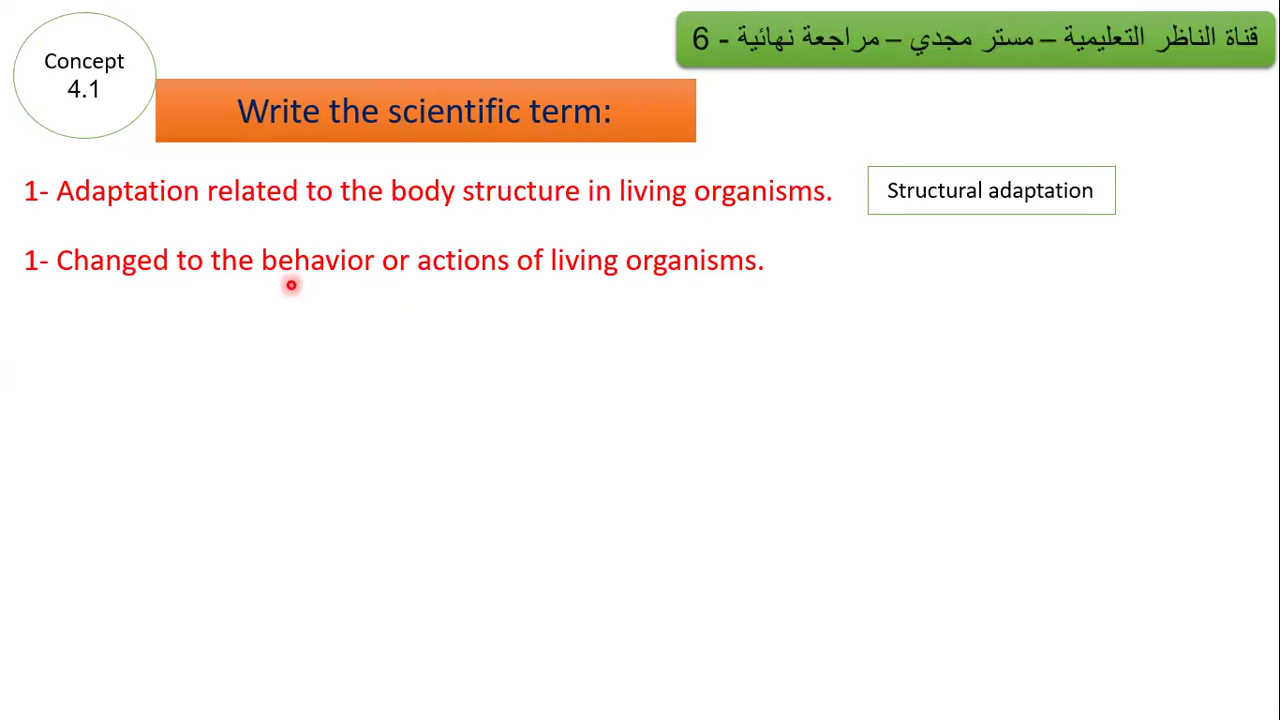 Concept
4.1
قناة الناظر التعليمية – مستر مجدي – مراجعة نهائية - 6
Write the scientific term:
1- Adaptation related to the body structure in living organisms.
Structural adaptation
1- Changed to the behavior or actions of living organisms.